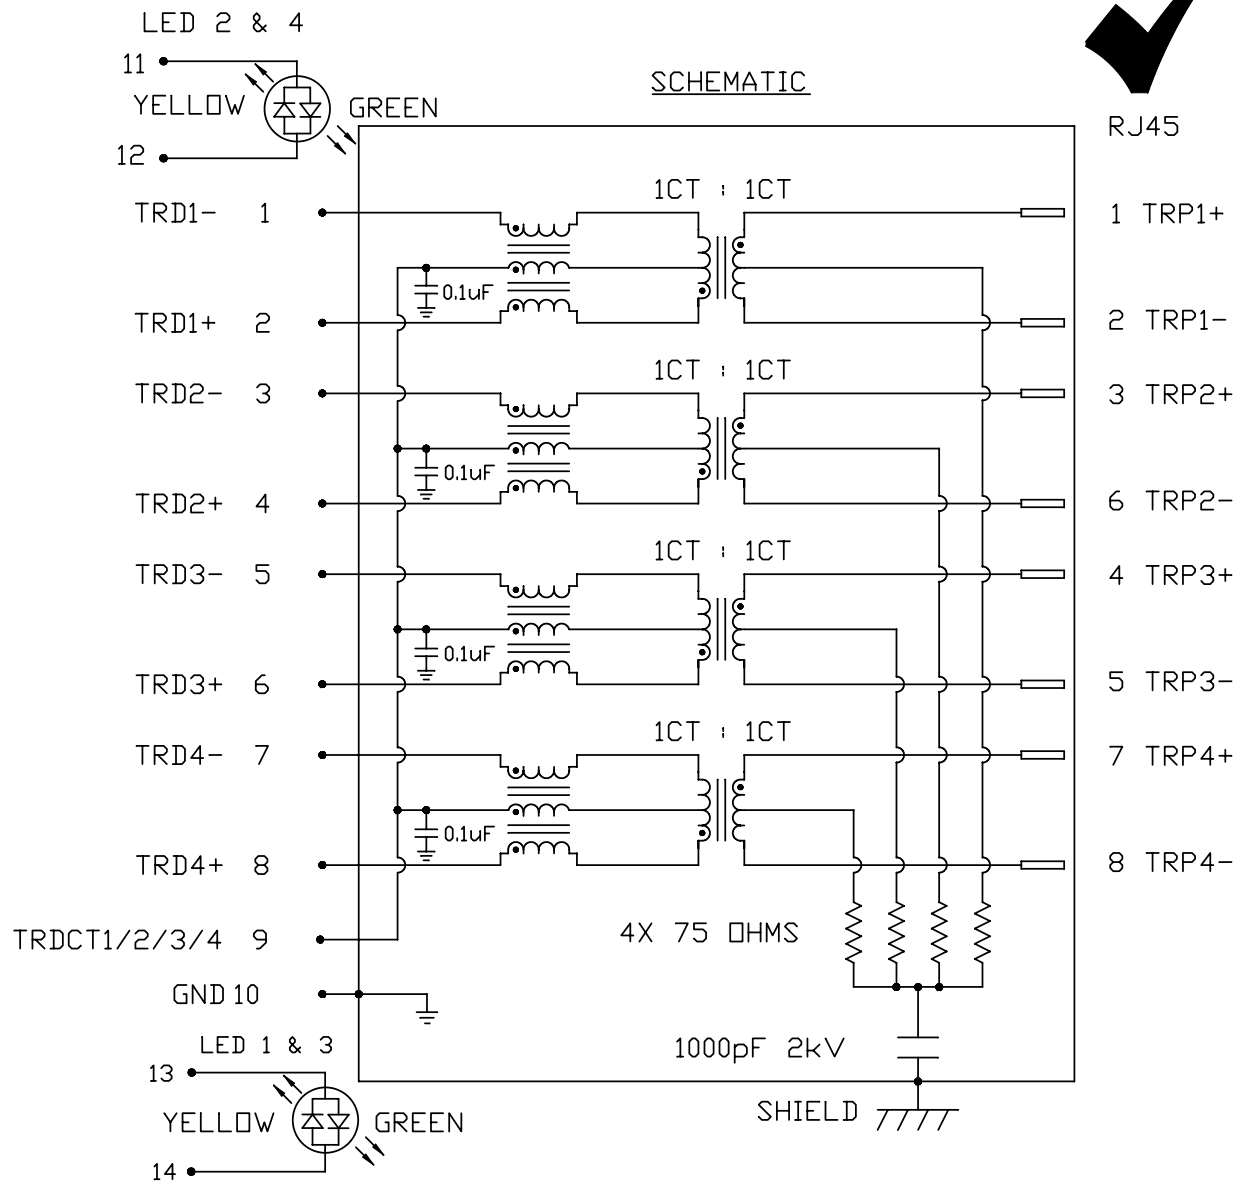 LED 2 & 4
11
YELLOW GREEN
12
SCHEMATIC
RJ45
1CT : 1CT
TRD1- 1
1 TRP1+
0.1uF
TRD1+ 2
2 TRP1-
1CT : 1CT
TRD2- 3
3 TRP2+
0.1uF
TRD2+ 4
6 TRP2-
1CT : 1CT
TRD3- 5
4 TRP3+
0.1uF
TRD3+ 6
5 TRP3-
1CT : 1CT
TRD4- 7
7 TRP4+
0.1uF
TRD4+ 8
8 TRP4-
4X 75 OHMS
TRDCT1/2/3/4 9
GND 10
LED 1 & 3
1000pF 2kV
13
SHIELD
YELLOW GREEN
14